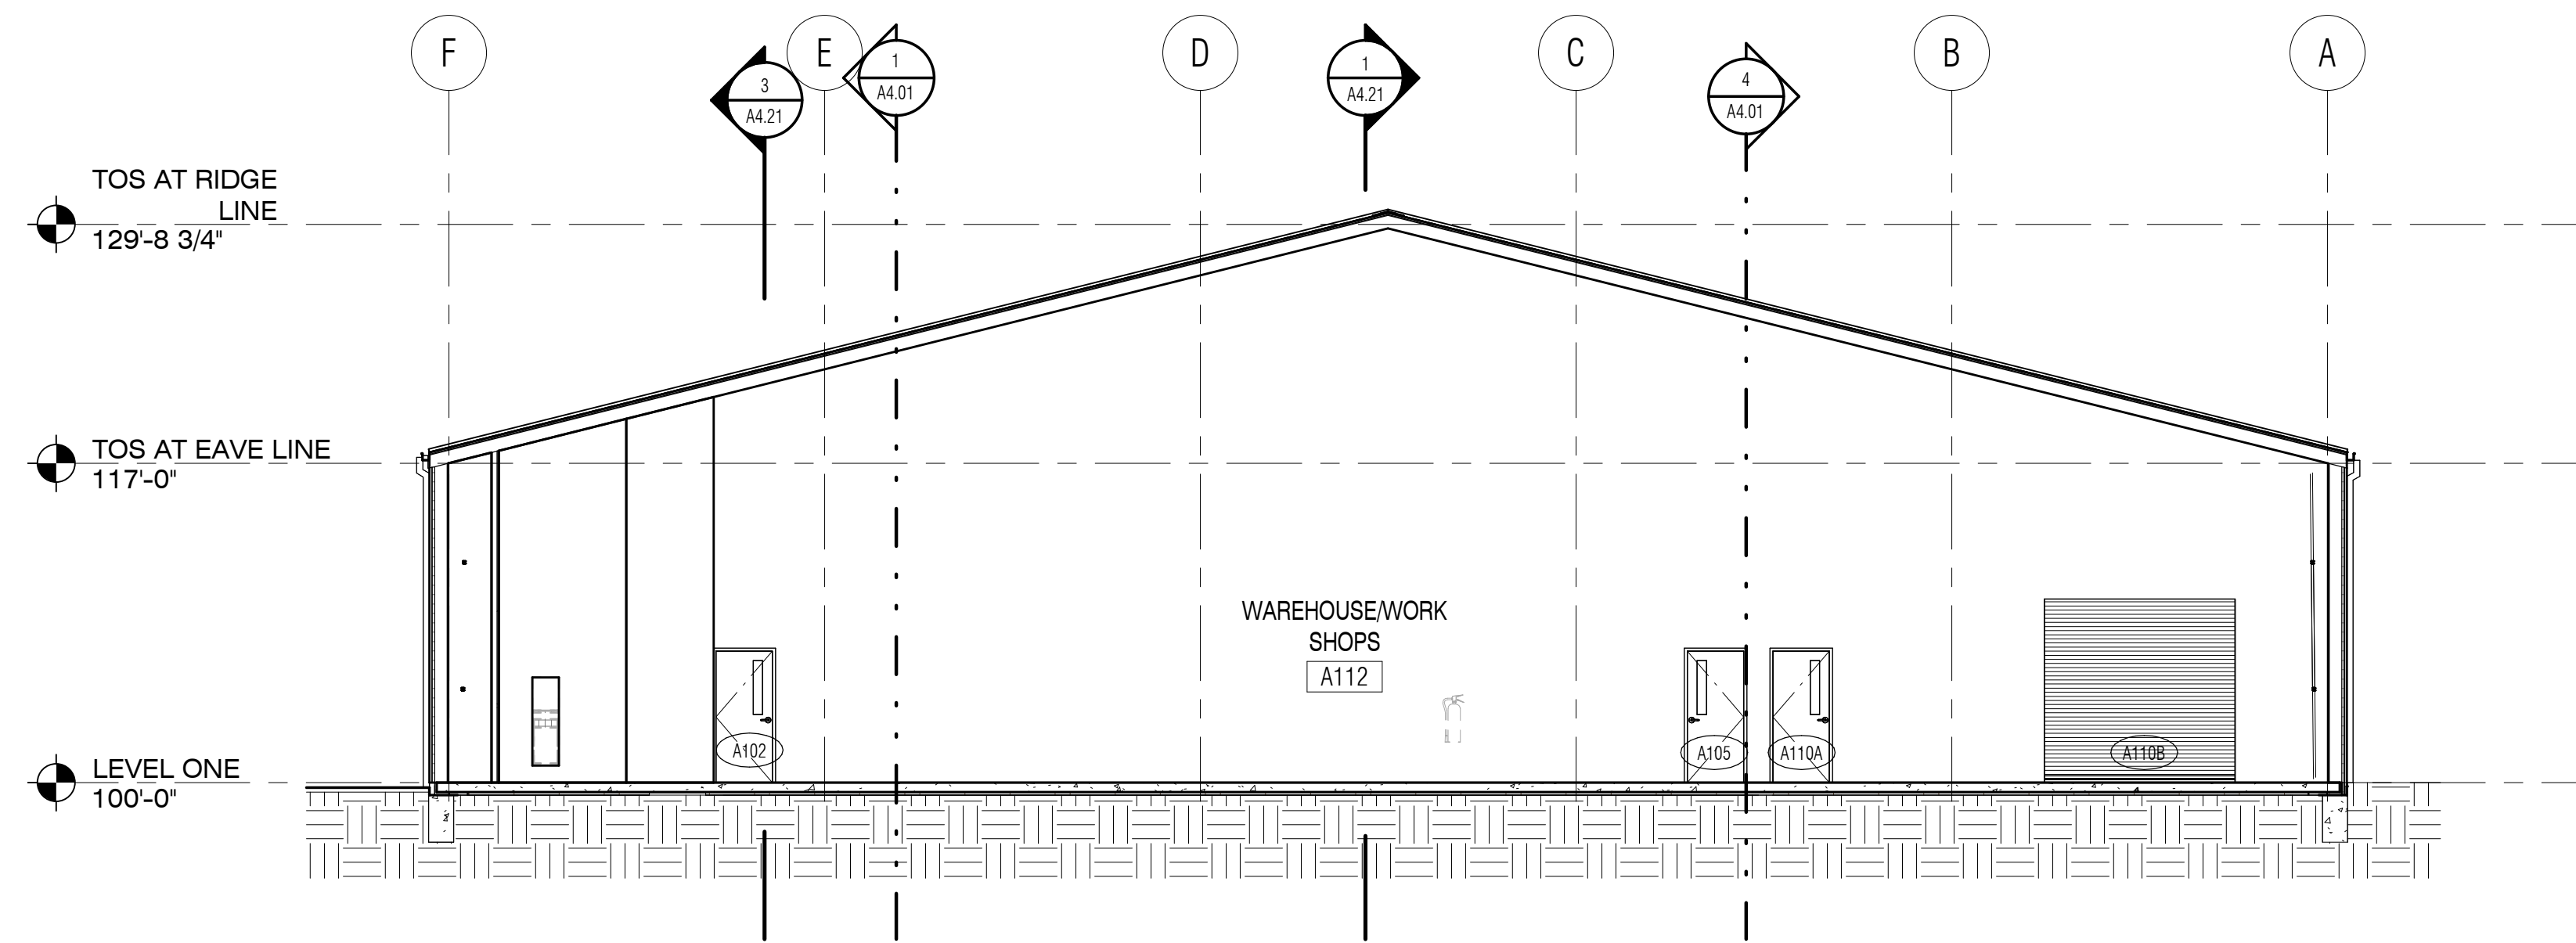 F
E
D
C
B
A
3
A4.21
1
A4.01
1
A4.21
4
A4.01
TOS AT RIDGE
LINE
129'-8 3/4"
TOS AT EAVE LINE
117'-0"
WAREHOUSE/WORK
SHOPS
A112
A102
A105
A110A
A110B
LEVEL ONE
100'-0"